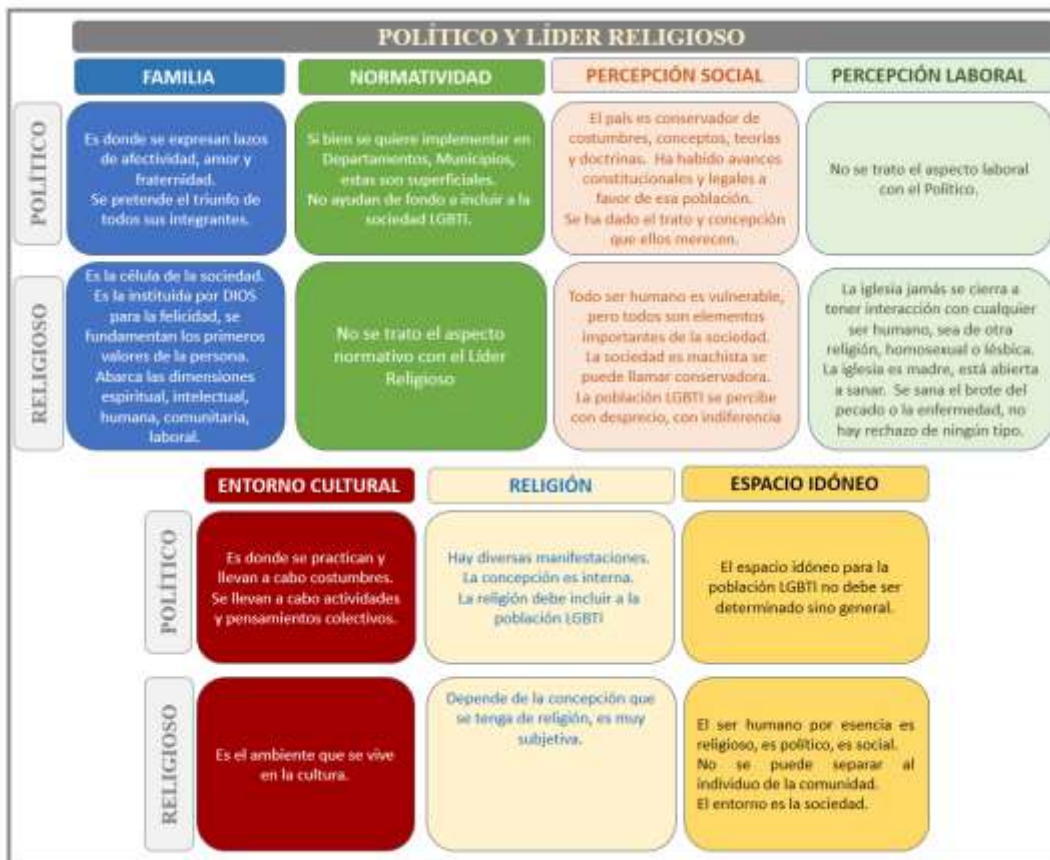 POLÍTICO Y LÍDER RELIGIOSO
FAMILIA
NORMATIVIDAD
PERCEPCIÓN SOCIAL
PERCEPCIÓN LABORAL
POLÍTICO
Es donde se expresan lazos
de afectividad, amor y
fraternidad.
Se pretende el triunfo de
todos sus integrantes.
Si bien se quiere implementar en
Departamentos, Municipios,
estas son superficiales.
No ayudan de fondo a incluir a la
sociedad LGBTI.
El país es conservador de
costumbres, conceptos, teorías
y doctrinas. Ha habido avances
constitucionales y legales a
favor de esa población.
Se ha dado el trato y concepción
que ellos merecen.
No se trato el aspecto laboral
con el Político.
RELIGIOSO
Es la célula de la sociedad.
Es la instituida por DIOS
para la felicidad, se
fundamentan los primeros
valores de la persona.
Abarca las dimensiones
espiritual, intelectual,
humana, comunitaria,
laboral.
No se trato el aspecto
normativo con el Líder
Religioso
Todo ser humano es vulnerable,
pero todos son elementos
importantes de la sociedad.
La sociedad es machista se
puede llamar conservadora.
La población LGBTI se percibe
con desprecio, con indiferencia
La iglesia jamás se cierra a
tener interacción con cualquier
ser humano, sea de otra
religión, homosexual o lésbica.
La iglesia es madre, está abierta
a sanar. Se sana el brote del
pecado o la enfermedad, no
hay rechazo de ningún tipo.
ENTORNO CULTURAL
RELIGIÓN
ESPACIO IDÓNEO
POLÍTICO
Es donde se practican y
llevan a cabo costumbres.
Se llevan a cabo actividades
y pensamientos colectivos.
Hay diversas manifestaciones.
La concepción es interna.
La religión debe incluir a la
población LGBTI
El espacio idóneo para la
población LGBTI no debe ser
determinado sino general.
RELIGIOSO
Es el ambiente que se vive
en la cultura.
Depende de la concepción que
se tenga de religión, es muy
subjetiva.
El ser humano por esencia es
religioso, es político, es social.
No se puede separar al
individuo de la comunidad.
El entorno es la sociedad.